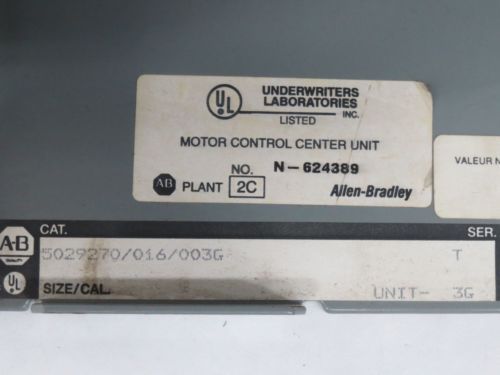 UL
UNDERWRITERS
LABORATORIES
INC.
LISTED
MOTOR CONTROL CENTER UNIT
NO. N-624389
AB PLANT 2C Allen-Bradley
VALEUR N
CAT. SER.
A-B 5029270/016/003G T
UL SIZE/CAL. UNIT- 3G